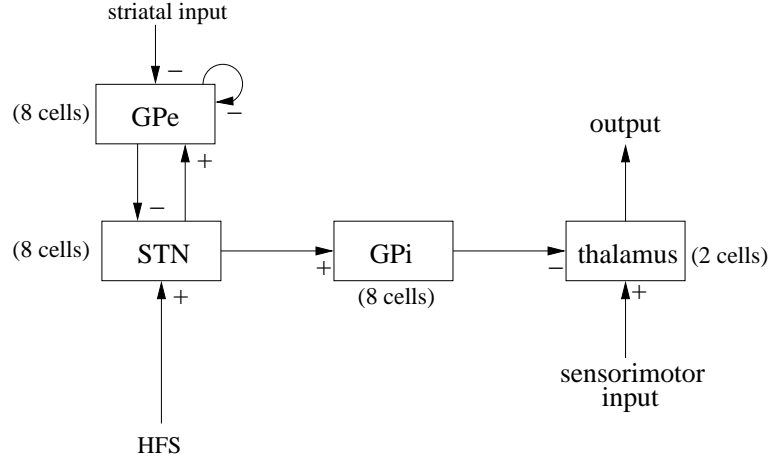 striatal input
−
(8 cells)
GPe
−
output
+
−
(8 cells)
STN
GPi
thalamus
(2 cells)
+
−
+
(8 cells)
+
sensorimotor
input
HFS